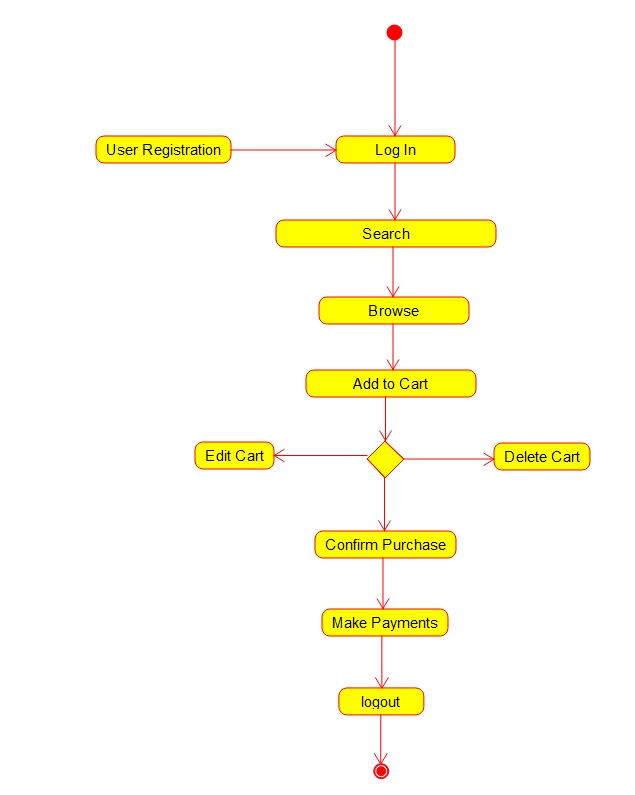 User Registration
Log In
Search
Browse
Add to Cart
Edit Cart
Delete Cart
Confirm Purchase
Make Payments
logout